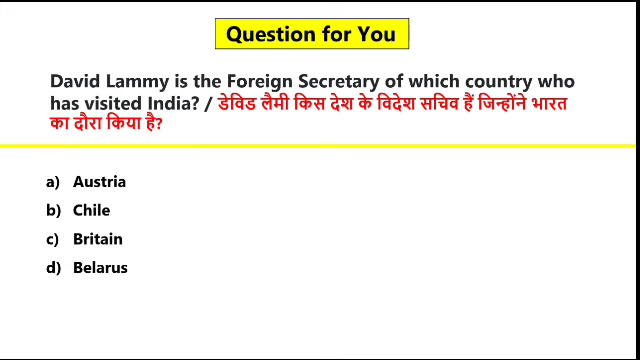 Question for You
David Lammy is the Foreign Secretary of which country who
has visited India? / डेविड लैमी किस देश के विदेश सचिव हैं जिन्होंने भारत
का दौरा किया है?
a) Austria
b) Chile
c) Britain
d) Belarus